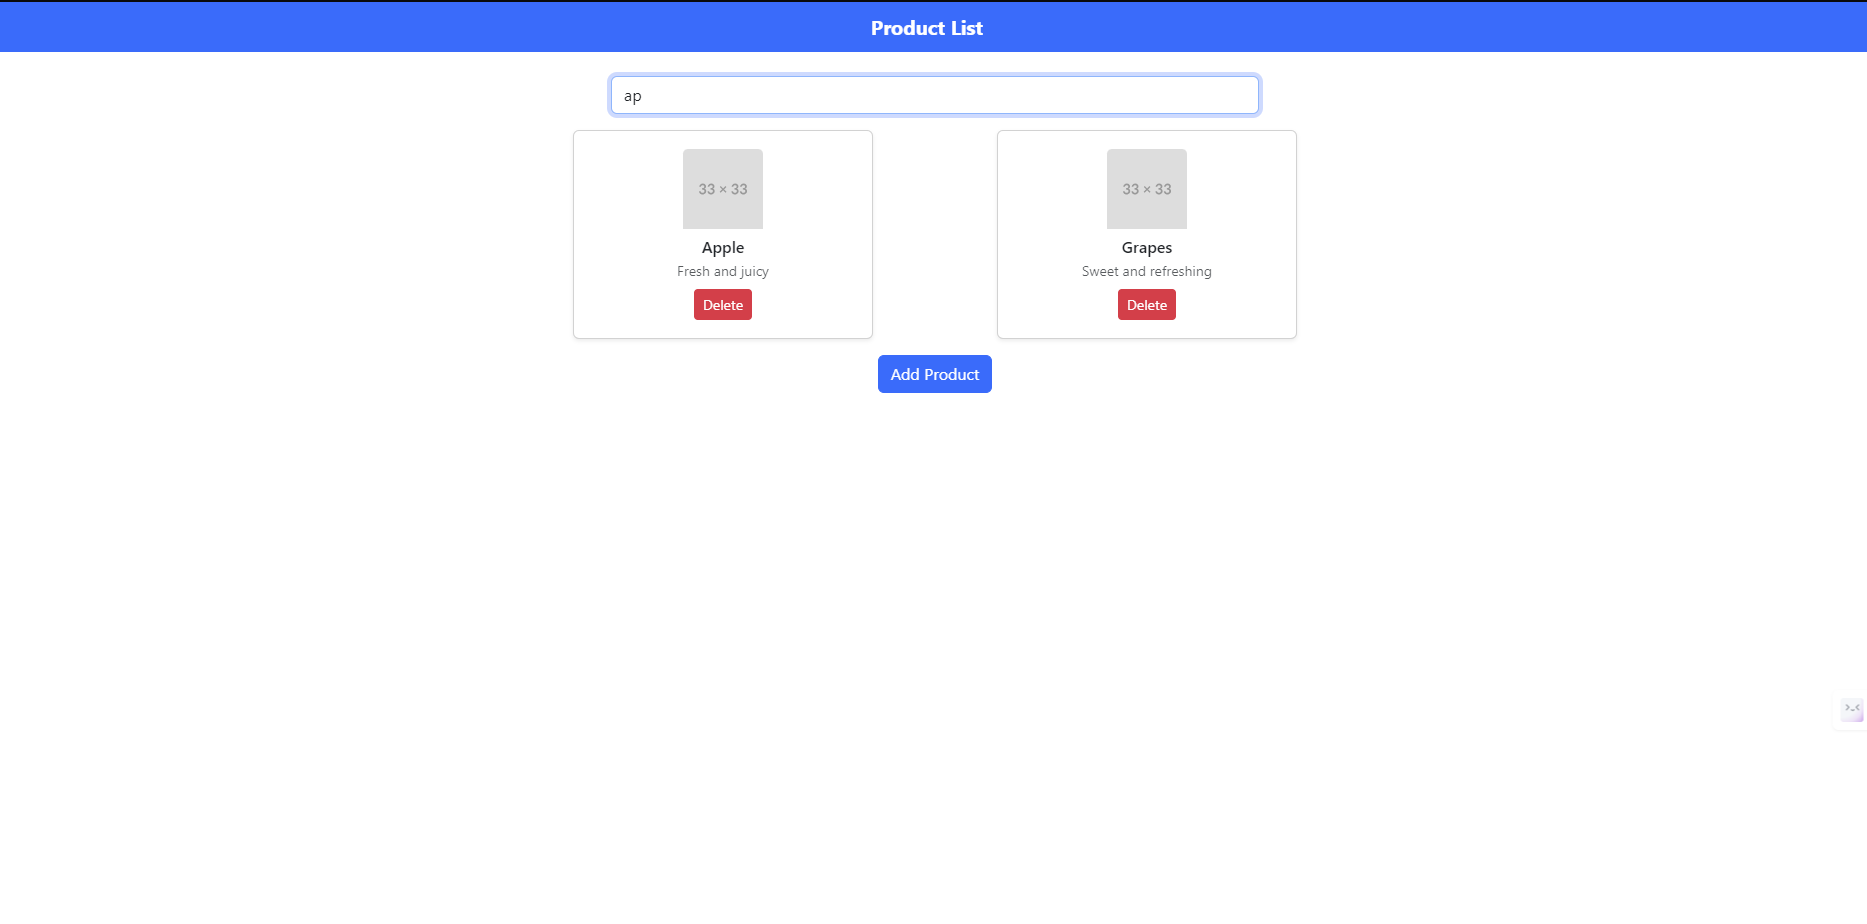 Product List
ap
33 × 33
33 × 33
Apple
Grapes
Fresh and juicy
Sweet and refreshing
Delete
Delete
Add Product